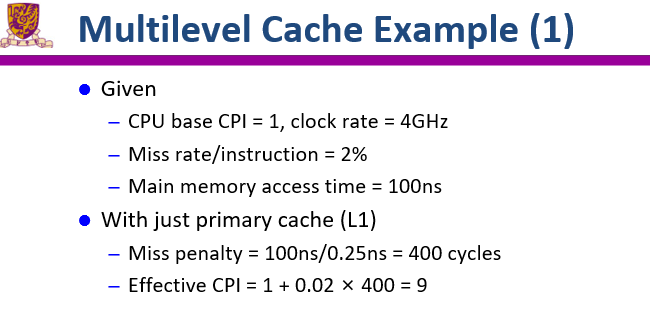 Multilevel Cache Example (1)
● Given
– CPU base CPI = 1, clock rate = 4GHz
– Miss rate/instruction = 2%
– Main memory access time = 100ns
● With just primary cache (L1)
– Miss penalty = 100ns/0.25ns = 400 cycles
– Effective CPI = 1 + 0.02 × 400 = 9